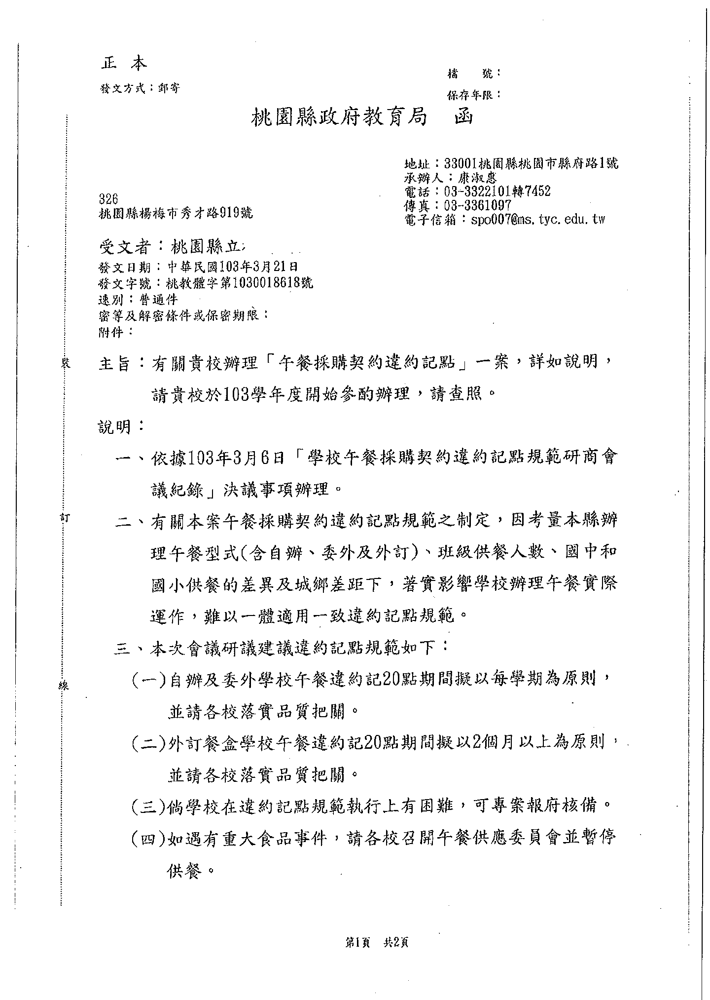 正 本
發文方式：郵寄
檔 號：
保存年限：
桃園縣政府教育局 函
地址：33001桃園縣桃園市縣府路1號
承辦人：康淑惠
電話：03-3322101轉7452
傳真：03-3361097
電子信箱：spo007@ms.tyc.edu.tw
326
桃園縣楊梅市秀才路919號
受文者：桃園縣立
發文日期：中華民國103年3月21日
發文字號：桃教體字第1030018618號
速別：普通件
密等及解密條件或保密期限：
附件：
主旨：有關貴校辦理「午餐採購契約違約記點」一案，詳如說明，
請貴校於103學年度開始參酌辦理，請查照。
說明：
一、依據103年3月6日「學校午餐採購契約違約記點規範研商會
議紀錄」決議事項辦理。
二、有關本案午餐採購契約違約記點規範之制定，因考量本縣辦
理午餐型式(含自辦、委外及外訂)、班級供餐人數、國中和
國小供餐的差異及城鄉差距下，著實影響學校辦理午餐實際
運作，難以一體適用一致違約記點規範。
三、本次會議研議建議違約記點規範如下：
(一)自辦及委外學校午餐違約記20點期間擬以每學期為原則，
並請各校落實品質把關。
(二)外訂餐盒學校午餐違約記20點期間擬以2個月以上為原則，
並請各校落實品質把關。
(三)倘學校在違約記點規範執行上有困難，可專案報府核備。
(四)如遇有重大食品事件，請各校召開午餐供應委員會並暫停
供餐。
裝
訂
線
第1頁 共2頁